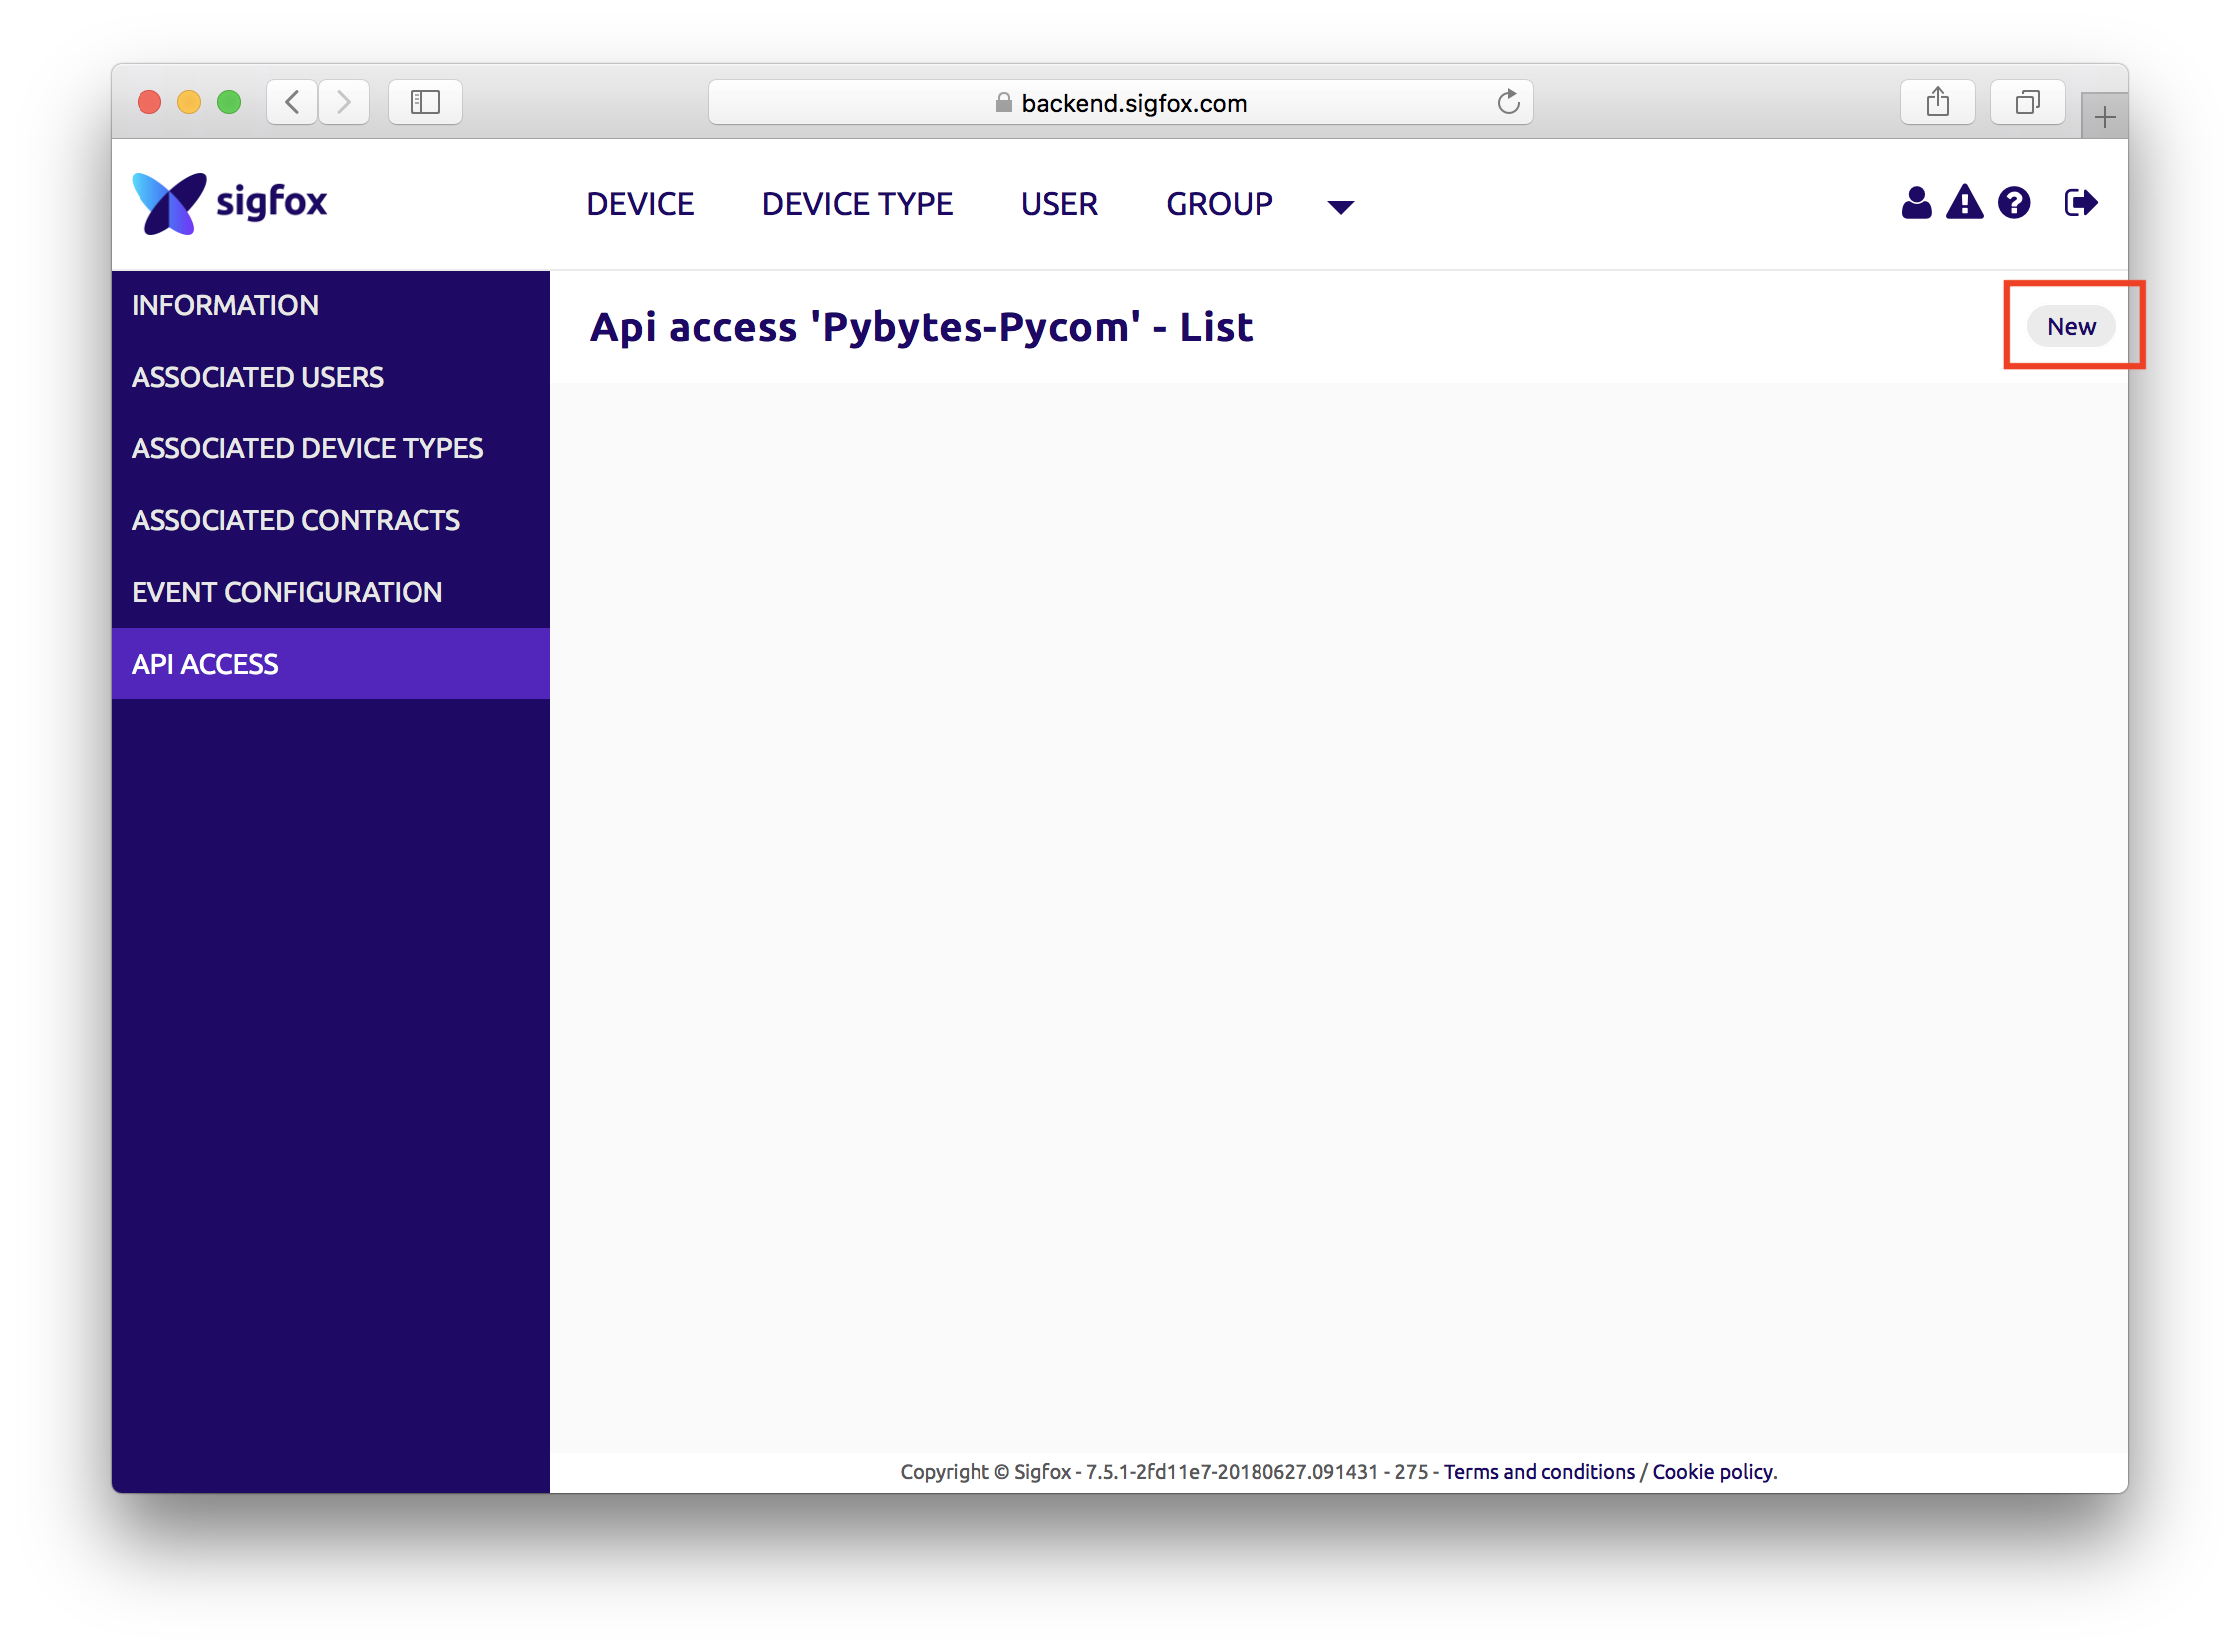 backend.sigfox.com
sigfox
DEVICE
DEVICE TYPE
USER
GROUP
INFORMATION
ASSOCIATED USERS
ASSOCIATED DEVICE TYPES
ASSOCIATED CONTRACTS
EVENT CONFIGURATION
API ACCESS
Api access 'Pybytes-Pycom' - List
New
Copyright © Sigfox - 7.5.1-2fd11e7-20180627.091431 - 275 - Terms and conditions / Cookie policy.